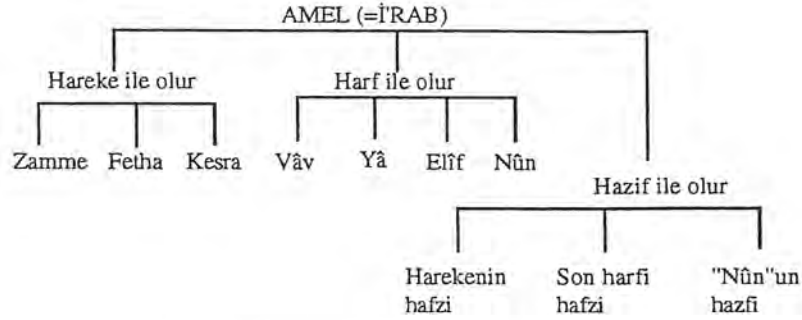 AMEL (=İ'RAB)
Hareke ile olur
Harf ile olur
Zamme Fetha Kesra Vâv Yâ Elîf Nûn
Hazif ile olur
Harekenin Son harfi "Nûn"un
hafzi hafzi hazfi